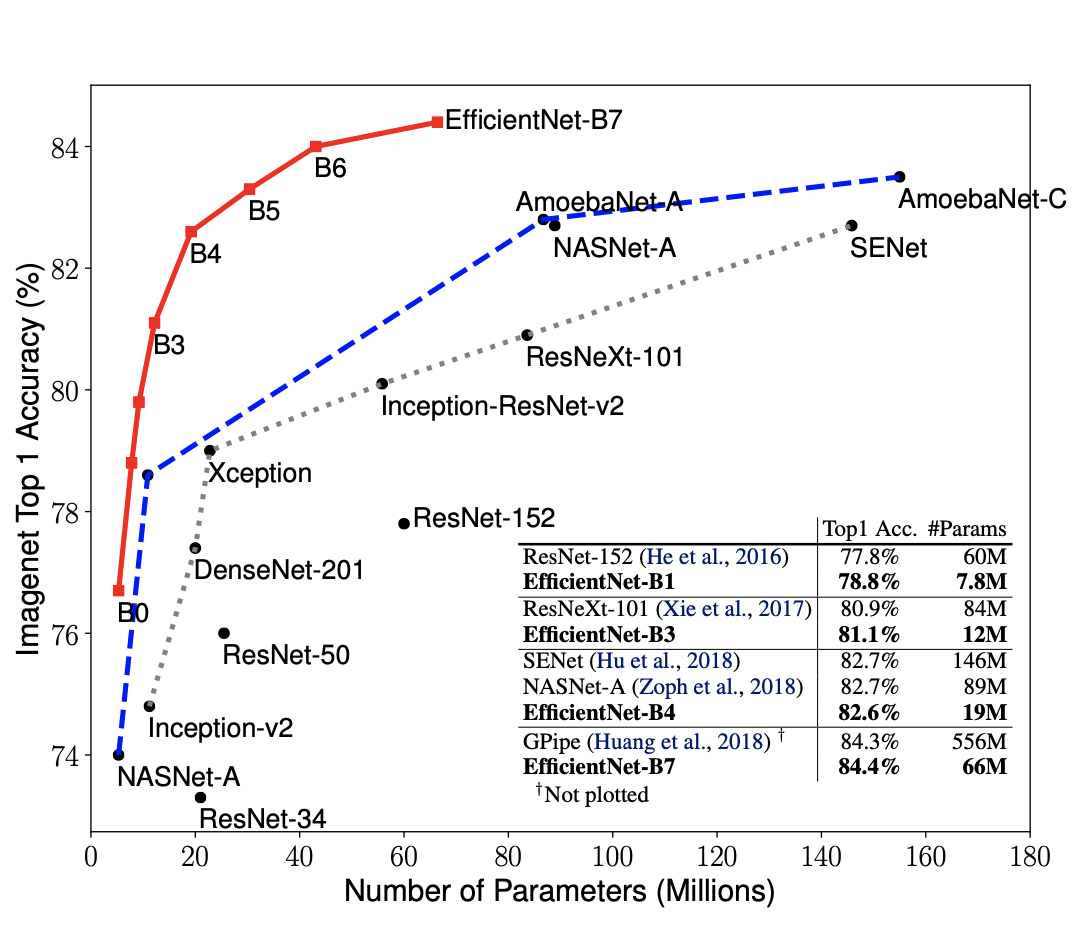 84
82
80
78
76
74
0 20 40 60 80 100 120 140 160 180
Imagenet Top 1 Accuracy (%)
Number of Parameters (Millions)
EfficientNet-B7
B6
B5
B4
B3
B0
AmoebaNet-A
AmoebaNet-C
NASNet-A
SENet
ResNeXt-101
Inception-ResNet-v2
Xception
ResNet-152
DenseNet-201
ResNet-50
Inception-v2
NASNet-A
ResNet-34
Top1 Acc. #Params
ResNet-152 (He et al., 2016) 77.8% 60M
EfficientNet-B1 78.8% 7.8M
ResNeXt-101 (Xie et al., 2017) 80.9% 84M
EfficientNet-B3 81.1% 12M
SENet (Hu et al., 2018) 82.7% 146M
NASNet-A (Zoph et al., 2018) 82.7% 89M
EfficientNet-B4 82.6% 19M
GPipe (Huang et al., 2018) † 84.3% 556M
EfficientNet-B7 84.4% 66M
†Not plotted